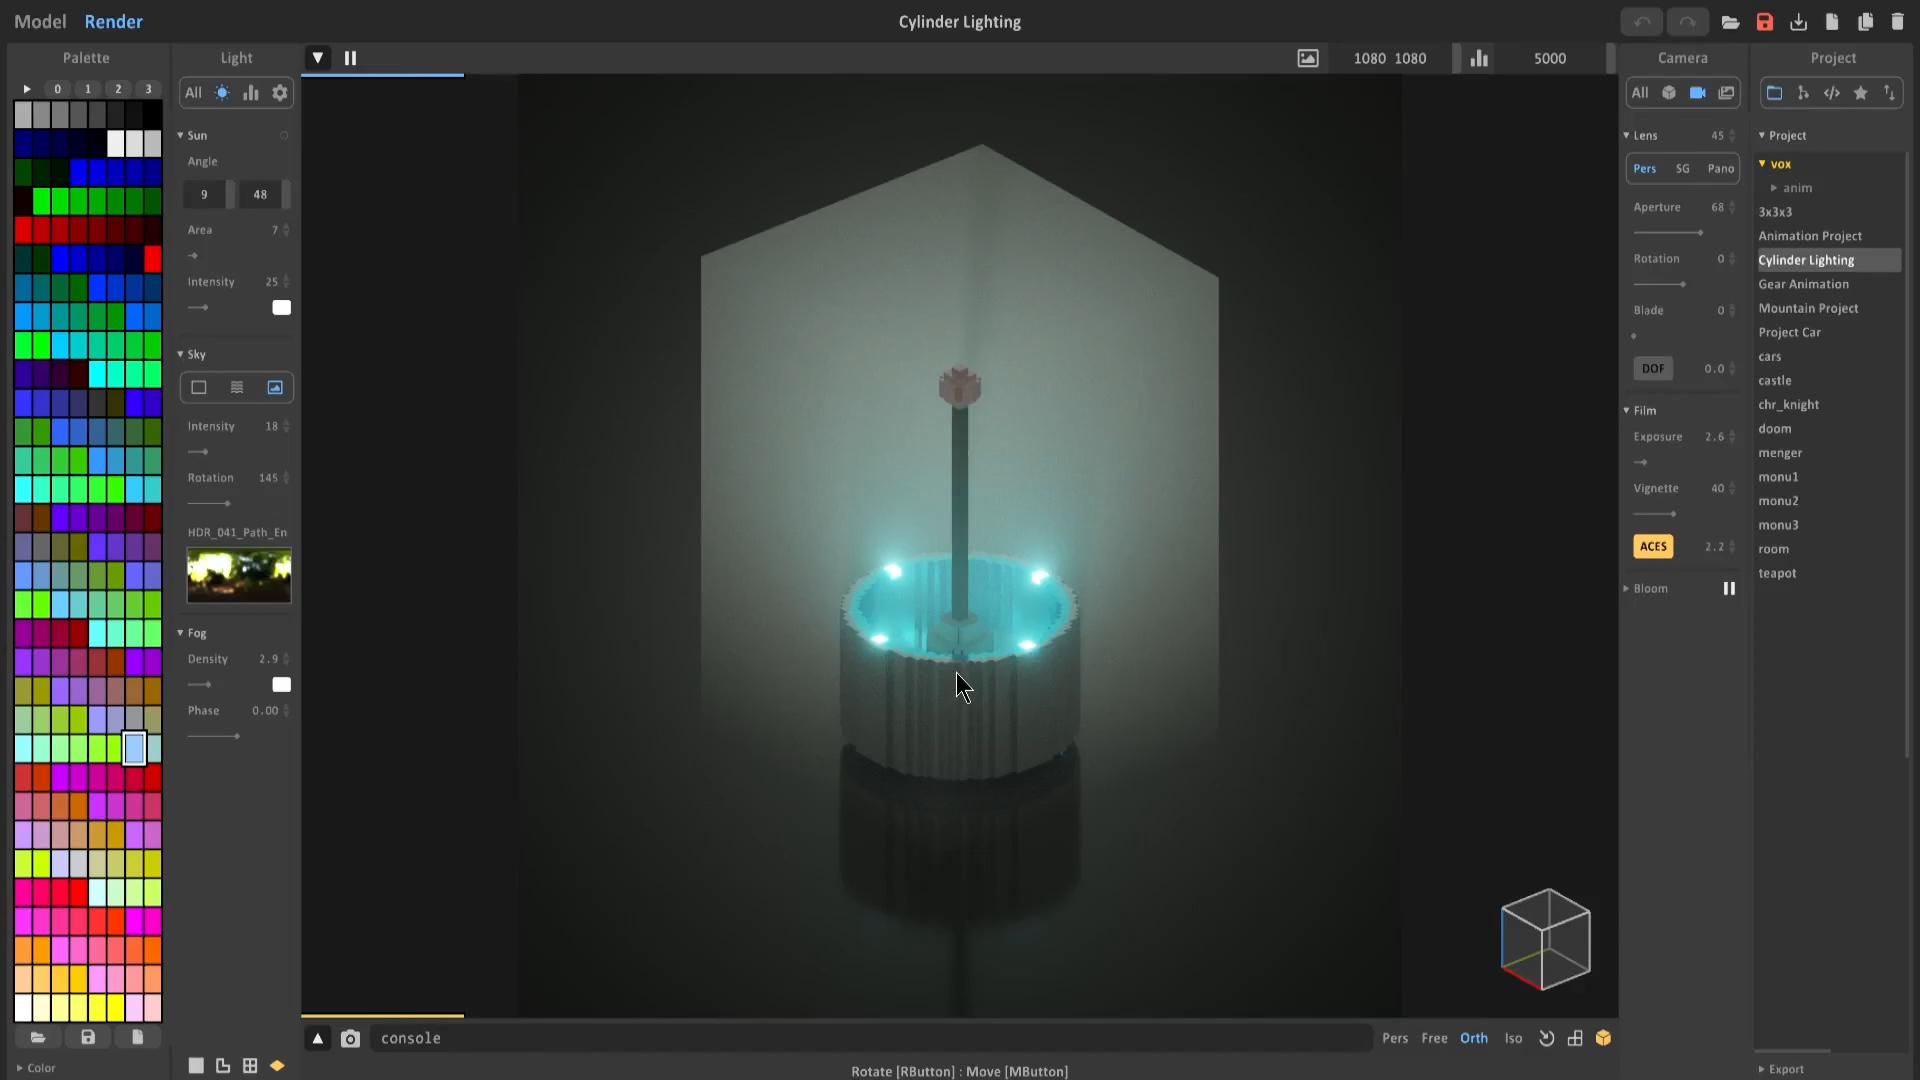 Model Render
Cylinder Lighting
Palette
0 1 2 3
Color
Light
All
Sun
Angle
9 48
Area 7
Intensity 25
Sky
Intensity 18
Rotation 145
HDR_041_Path_En
Fog
Density 2.9
Phase 0.00
1080 1080
5000
console
Pers Free Orth Iso
Rotate [RButton] : Move [MButton]
Camera
All
Lens 45
Pers SG Pano
Aperture 68
Rotation 0
Blade 0
DOF 0.0
Film
Exposure 2.6
Vignette 40
ACES 2.2
Bloom
Project
Project
vox
anim
3x3x3
Animation Project
Cylinder Lighting
Gear Animation
Mountain Project
Project Car
cars
castle
chr_knight
doom
menger
monu1
monu2
monu3
room
teapot
Export